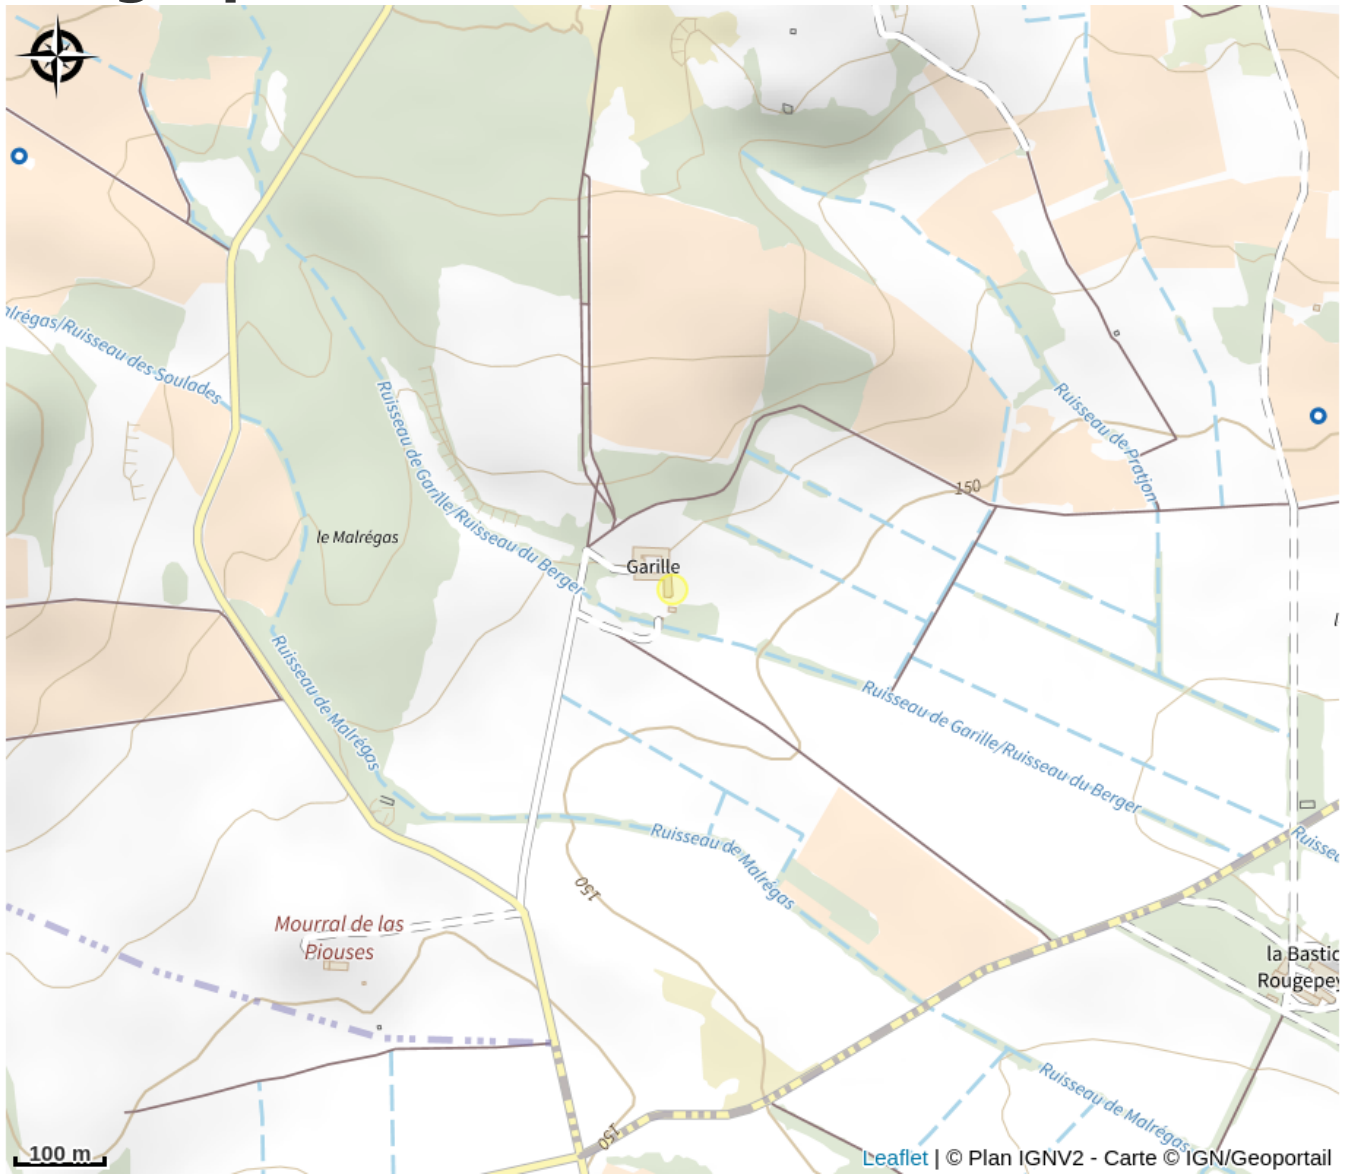 alrégas/Ruisseau des Soulades
Ruisseau de Garille/Ruisseau du Berger
Ruisseau de Pratjon
150
le Malrégas
Garille
Ruisseau de Malrégas
Ruisseau de Garille/Ruisseau du Berger
Ruisseau de Malrégas
150
Mourral de las
Piouses
la Bastic
Rougepey
Ruisseau de Malrégas
150
100 m
Leaflet | © Plan IGNV2 - Carte © IGN/Geoportail